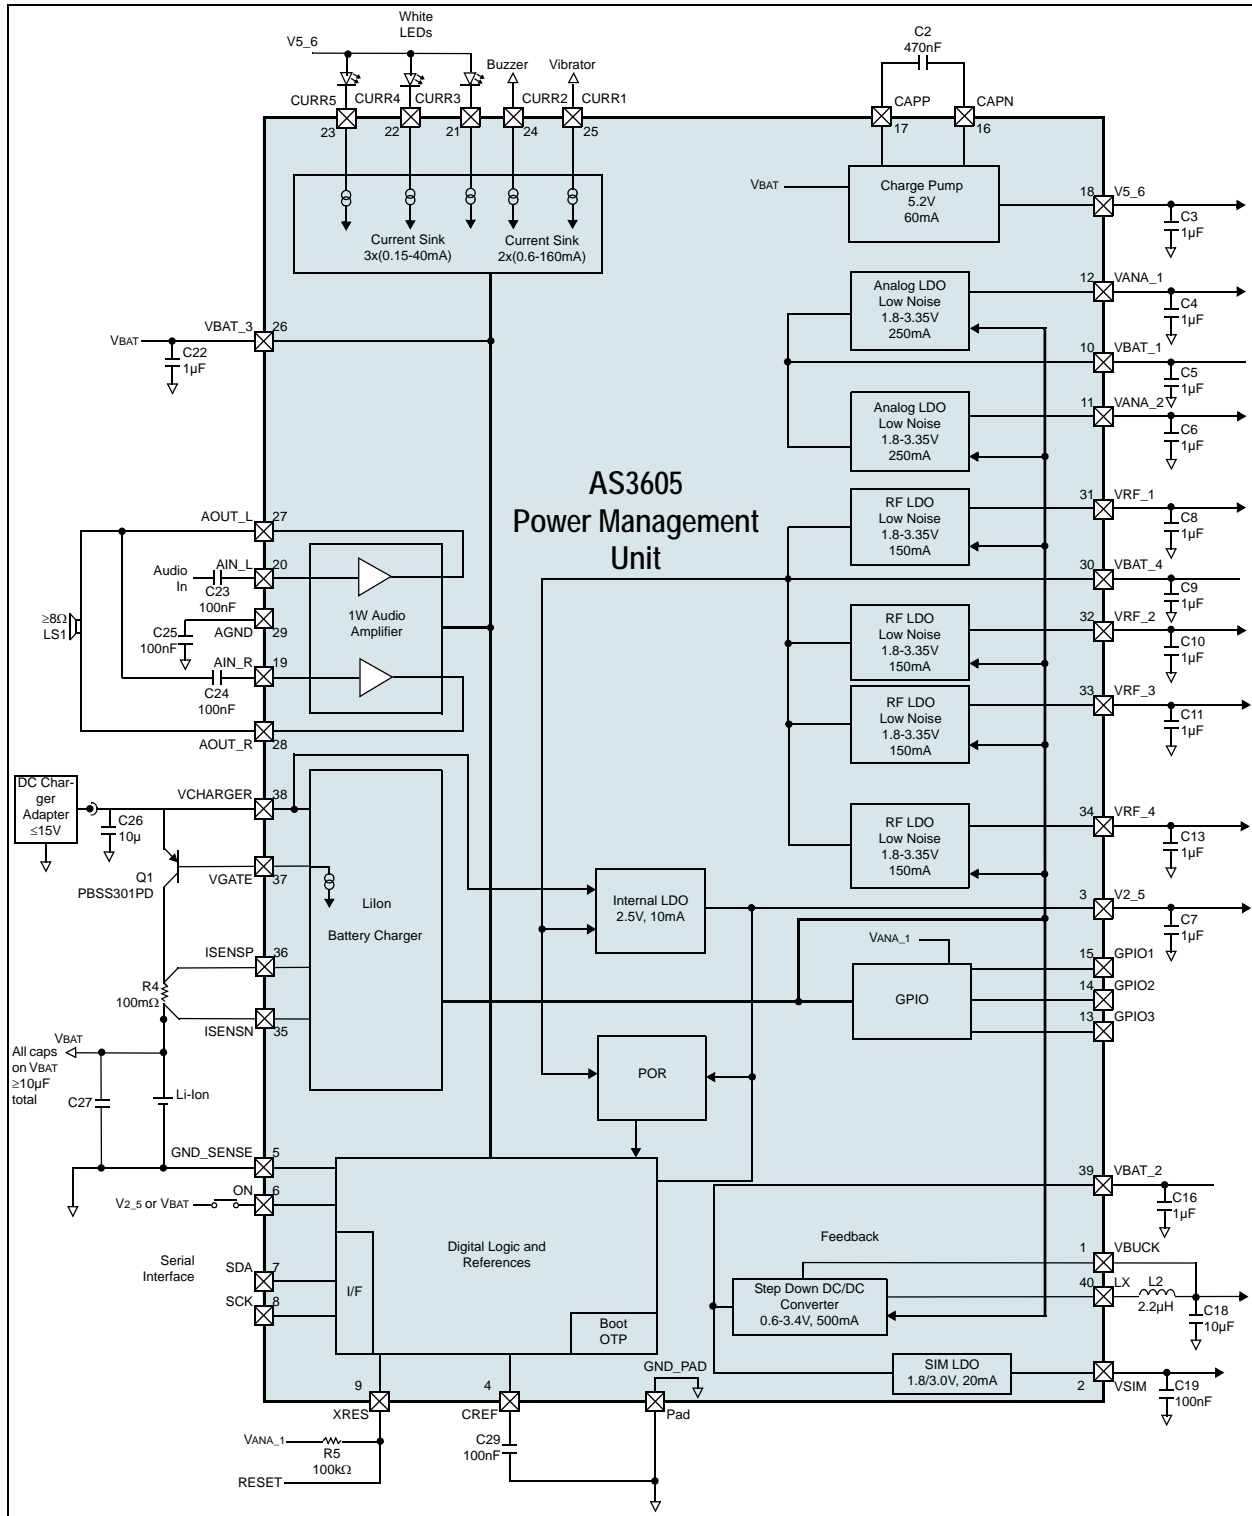 White
LEDs
V5_6
Buzzer
Vibrator
C2
470nF
CURR5
CURR4
CURR3
CURR2
CURR1
CAPP
CAPN
23
22
21
24
25
17
16
VBAT
Charge Pump
5.2V
60mA
18
V5_6
C3
1µF
Current Sink
3x(0.15-40mA)
Current Sink
2x(0.6-160mA)
Analog LDO
Low Noise
1.8-3.35V
250mA
12
VANA_1
C4
1µF
VBAT
VBAT_3
26
C22
1µF
10
VBAT_1
C5
1µF
Analog LDO
Low Noise
1.8-3.35V
250mA
11
VANA_2
C6
1µF
AS3605
Power Management
Unit
RF LDO
Low Noise
1.8-3.35V
150mA
31
VRF_1
C8
1µF
30
VBAT_4
C9
1µF
AOUT_L
27
Audio
In
AIN_L
20
C23
100nF
≥8Ω
LS1
C25
100nF
AGND
29
1W Audio
Amplifier
AIN_R
19
C24
100nF
AOUT_R
28
RF LDO
Low Noise
1.8-3.35V
150mA
32
VRF_2
C10
1µF
RF LDO
Low Noise
1.8-3.35V
150mA
33
VRF_3
C11
1µF
DC Char-
ger
Adapter
≤15V
VCHARGER
38
C26
10µ
Q1
PBSS301PD
VGATE
37
LiIon
Battery Charger
RF LDO
Low Noise
1.8-3.35V
150mA
34
VRF_4
C13
1µF
Internal LDO
2.5V, 10mA
3
V2_5
C7
1µF
ISENSP
36
R4
100mΩ
ISENSN
35
VANA_1
GPIO
15
GPIO1
14
GPIO2
13
GPIO3
VBAT
All caps
on VBAT
≥10µF
total
C27
Li-Ion
POR
GND_SENSE
5
V2_5 or VBAT
ON
6
Serial
Interface
SDA
7
SCK
8
I/F
Digital Logic and
References
Boot
OTP
39
VBAT_2
C16
1µF
Feedback
1
VBUCK
Step Down DC/DC
Converter
0.6-3.4V, 500mA
40
LX
L2
2.2µH
C18
10µF
SIM LDO
1.8/3.0V, 20mA
2
VSIM
C19
100nF
GND_PAD
9
XRES
4
CREF
Pad
VANA_1
R5
100kΩ
RESET
C29
100nF